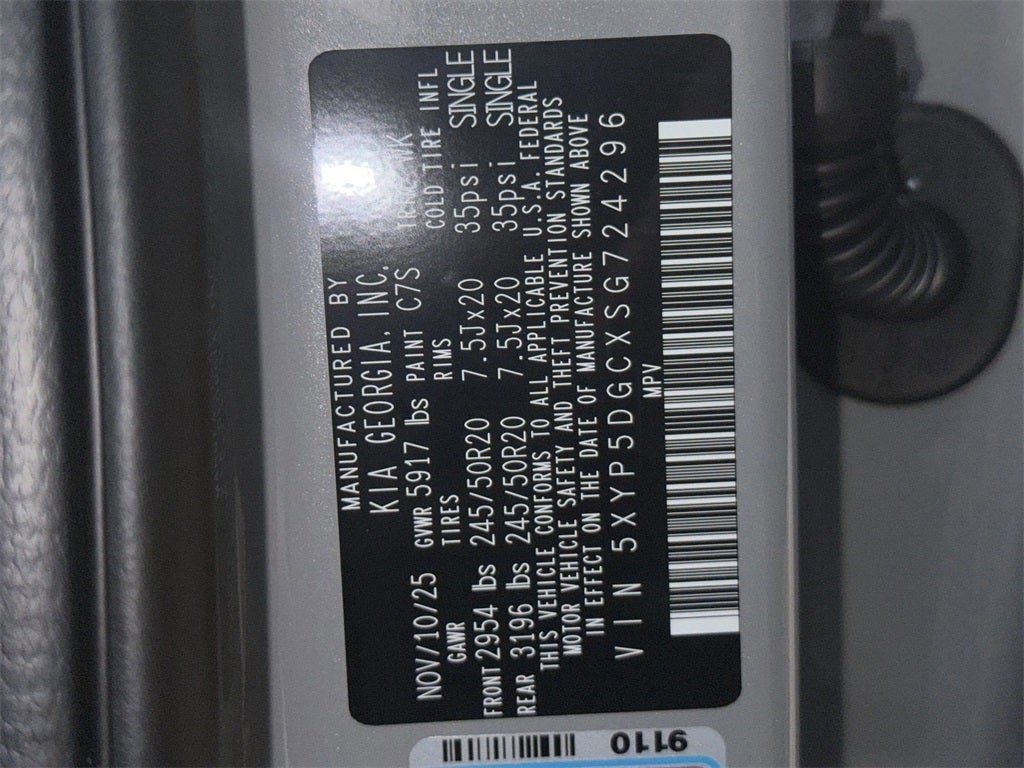 MANUFACTURED BY
KIA GEORGIA, INC.
NOV/10/25 GVWR 5917 lbs PAINT C7S
GAWR TIRES RIMS COLD TIRE INFL
FRONT 2954 lbs 245/50R20 7.5Jx20 35psi SINGLE
REAR 3196 lbs 245/50R20 7.5Jx20 35psi SINGLE
THIS VEHICLE CONFORMS TO ALL APPLICABLE U.S.A. FEDERAL
MOTOR VEHICLE SAFETY AND THEFT PREVENTION STANDARDS
IN EFFECT ON THE DATE OF MANUFACTURE SHOWN ABOVE
VIN 5XYP5DGCXSG724296
MPV
9110